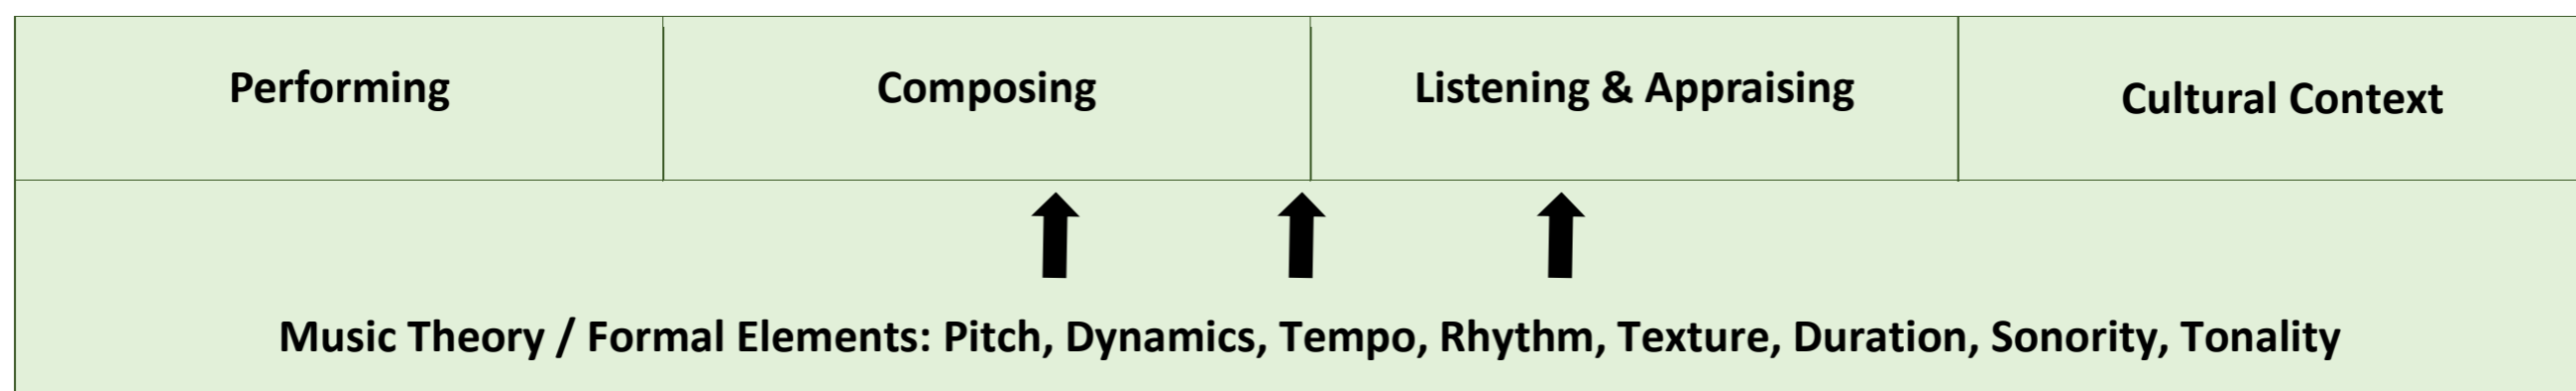 Performing
Composing
Listening & Appraising
Cultural Context
Music Theory / Formal Elements: Pitch, Dynamics, Tempo, Rhythm, Texture, Duration, Sonority, Tonality